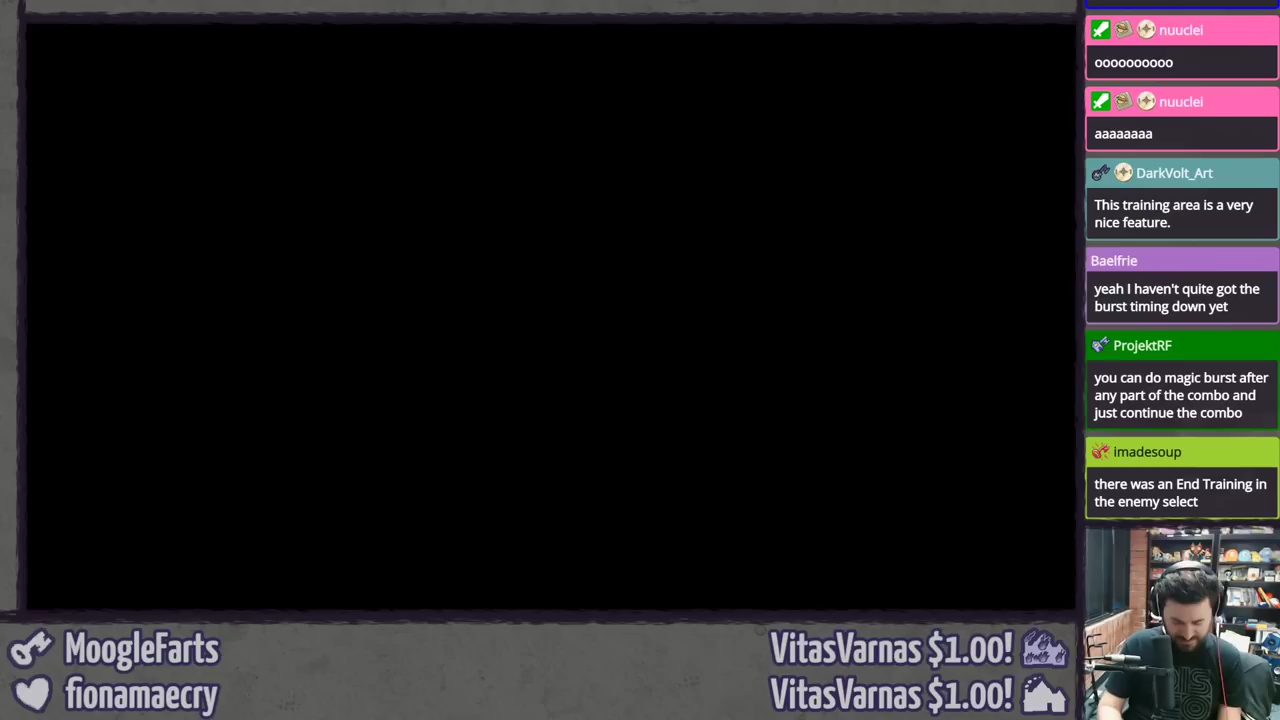 nuuclei
oooooooooo
nuuclei
aaaaaaaa
DarkVolt_Art
This training area is a very
nice feature.
Baelfrie
yeah I haven't quite got the
burst timing down yet
ProjektRF
you can do magic burst after
any part of the combo and
just continue the combo
imadesoup
there was an End Training in
the enemy select
MoogleFarts
fionamaecry
VitasVarnas $1.00!
VitasVarnas $1.00!